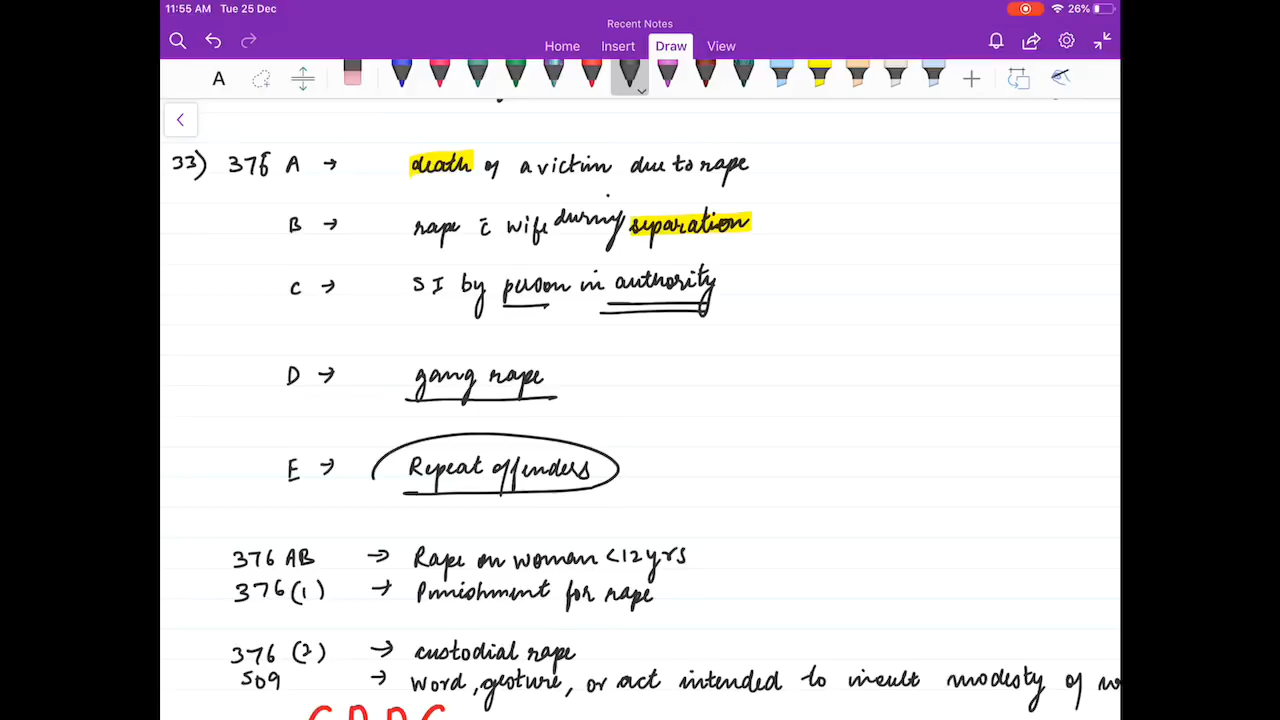 11:55 AM Tue 25 Dec
26%
Recent Notes
Home Insert Draw View
A
33) 376 A → death of a victim due to rape
B → rape c̄ wife during separation
C → SI by person in authority
D → gang rape
E → Repeat offenders
376 AB → Rape on woman <12 yrs
376 (1) → Punishment for rape
376 (2) → custodial rape
509 → word, gesture, or act intended to insult modesty of